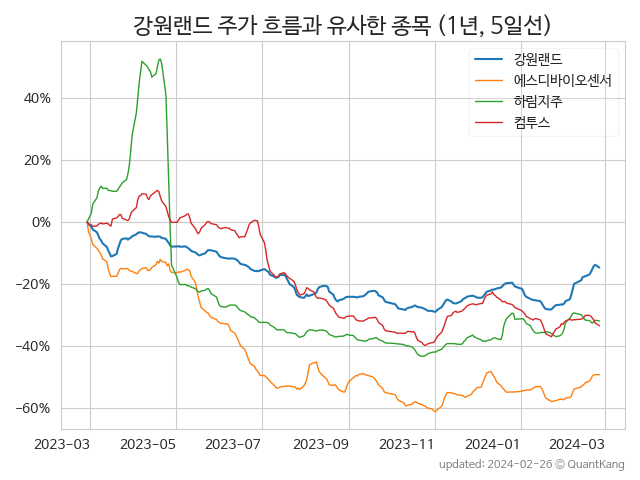 강원랜드 주가 흐름과 유사한 종목 (1년, 5일선)
강원랜드
에스디바이오센서
하림지주
컴투스
40%
20%
0%
−20%
−40%
−60%
2023-03 2023-05 2023-07 2023-09 2023-11 2024-01 2024-03
updated: 2024-02-26 © QuantKang